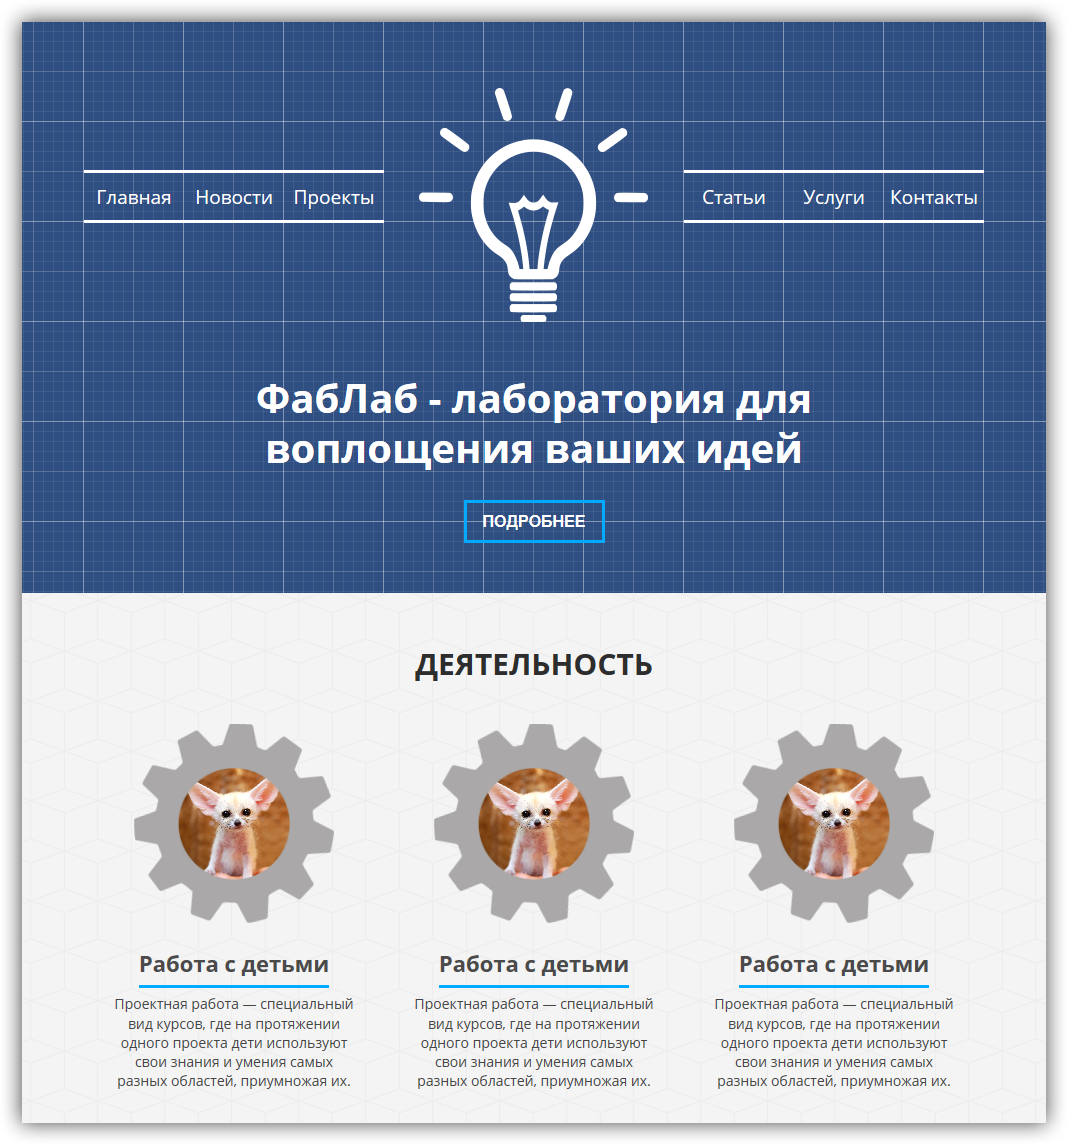 Главная Новости Проекты Статьи Услуги Контакты
ФабЛаб - лаборатория для
воплощения ваших идей
ПОДРОБНЕЕ
ДЕЯТЕЛЬНОСТЬ
Работа с детьми
Проектная работа — специальный
вид курсов, где на протяжении
одного проекта дети используют
свои знания и умения самых
разных областей, приумножая их.
Работа с детьми
Проектная работа — специальный
вид курсов, где на протяжении
одного проекта дети используют
свои знания и умения самых
разных областей, приумножая их.
Работа с детьми
Проектная работа — специальный
вид курсов, где на протяжении
одного проекта дети используют
свои знания и умения самых
разных областей, приумножая их.